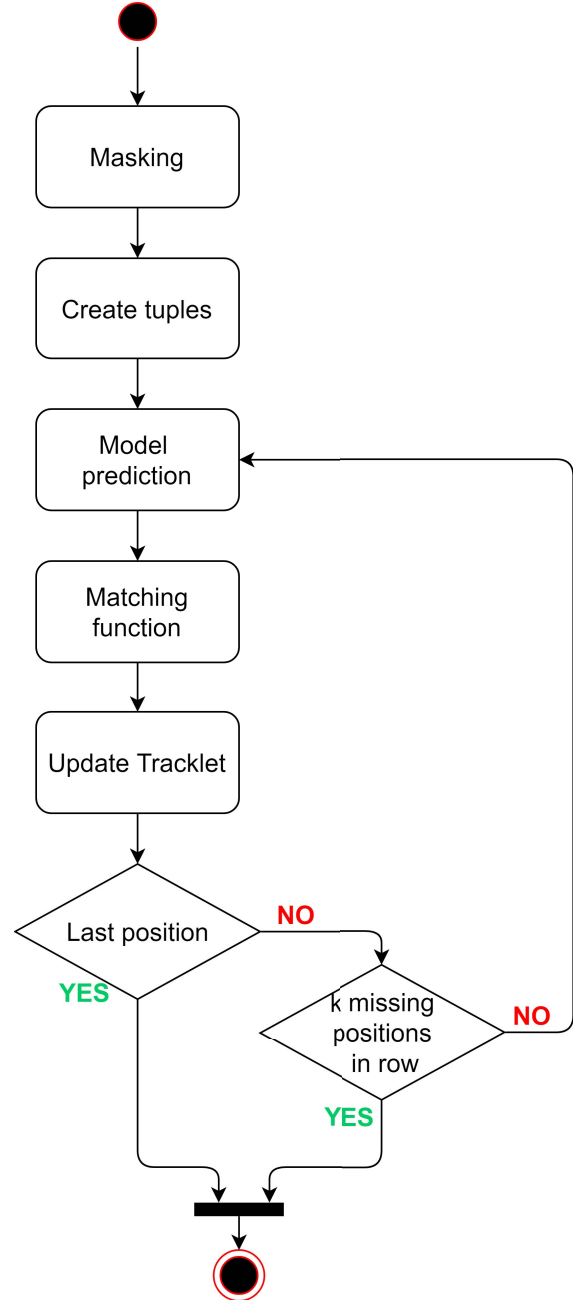 Masking
Create tuples
Model
prediction
Matching
function
Update Tracklet
Last position
NO
YES
k missing
positions
in row
NO
YES